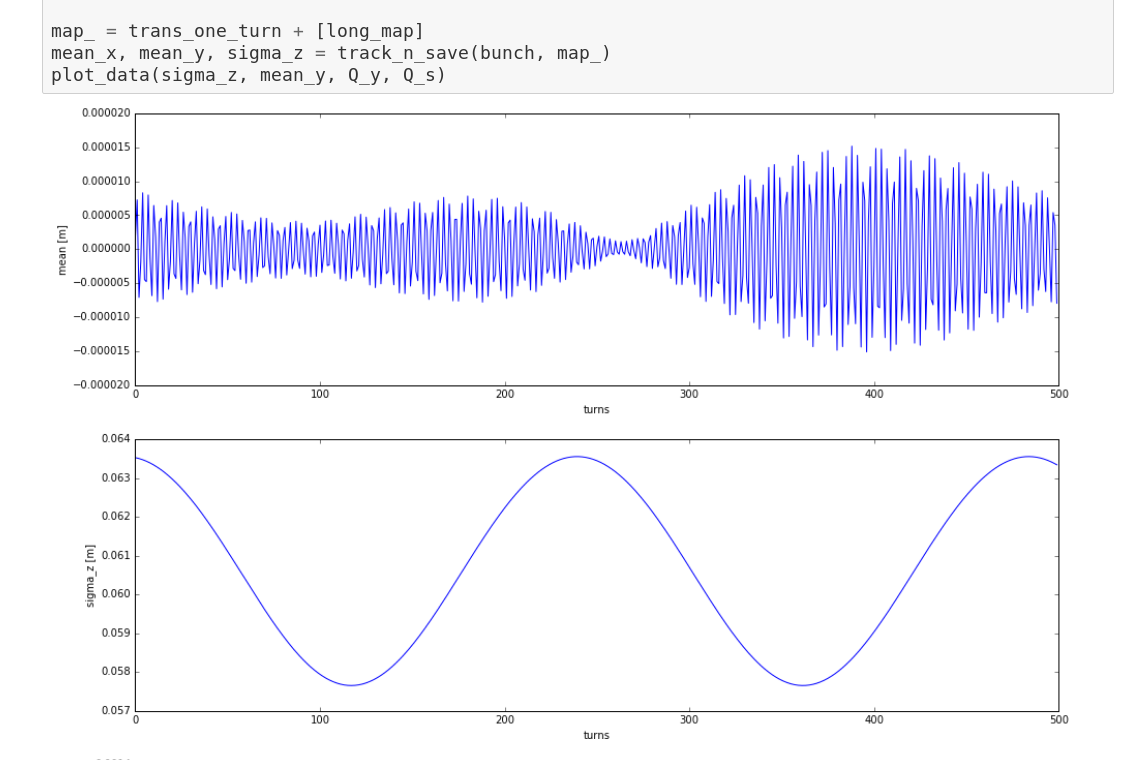 map_ = trans_one_turn + [long_map]
mean_x, mean_y, sigma_z = track_n_save(bunch, map_)
plot_data(sigma_z, mean_y, Q_y, Q_s)
0.000020
0.000015
0.000010
0.000005
0.000000
−0.000005
−0.000010
−0.000015
−0.000020
mean [m]
0 100 200 300 400 500
turns
0.064
0.063
0.062
0.061
0.060
0.059
0.058
0.057
sigma_z [m]
0 100 200 300 400 500
turns